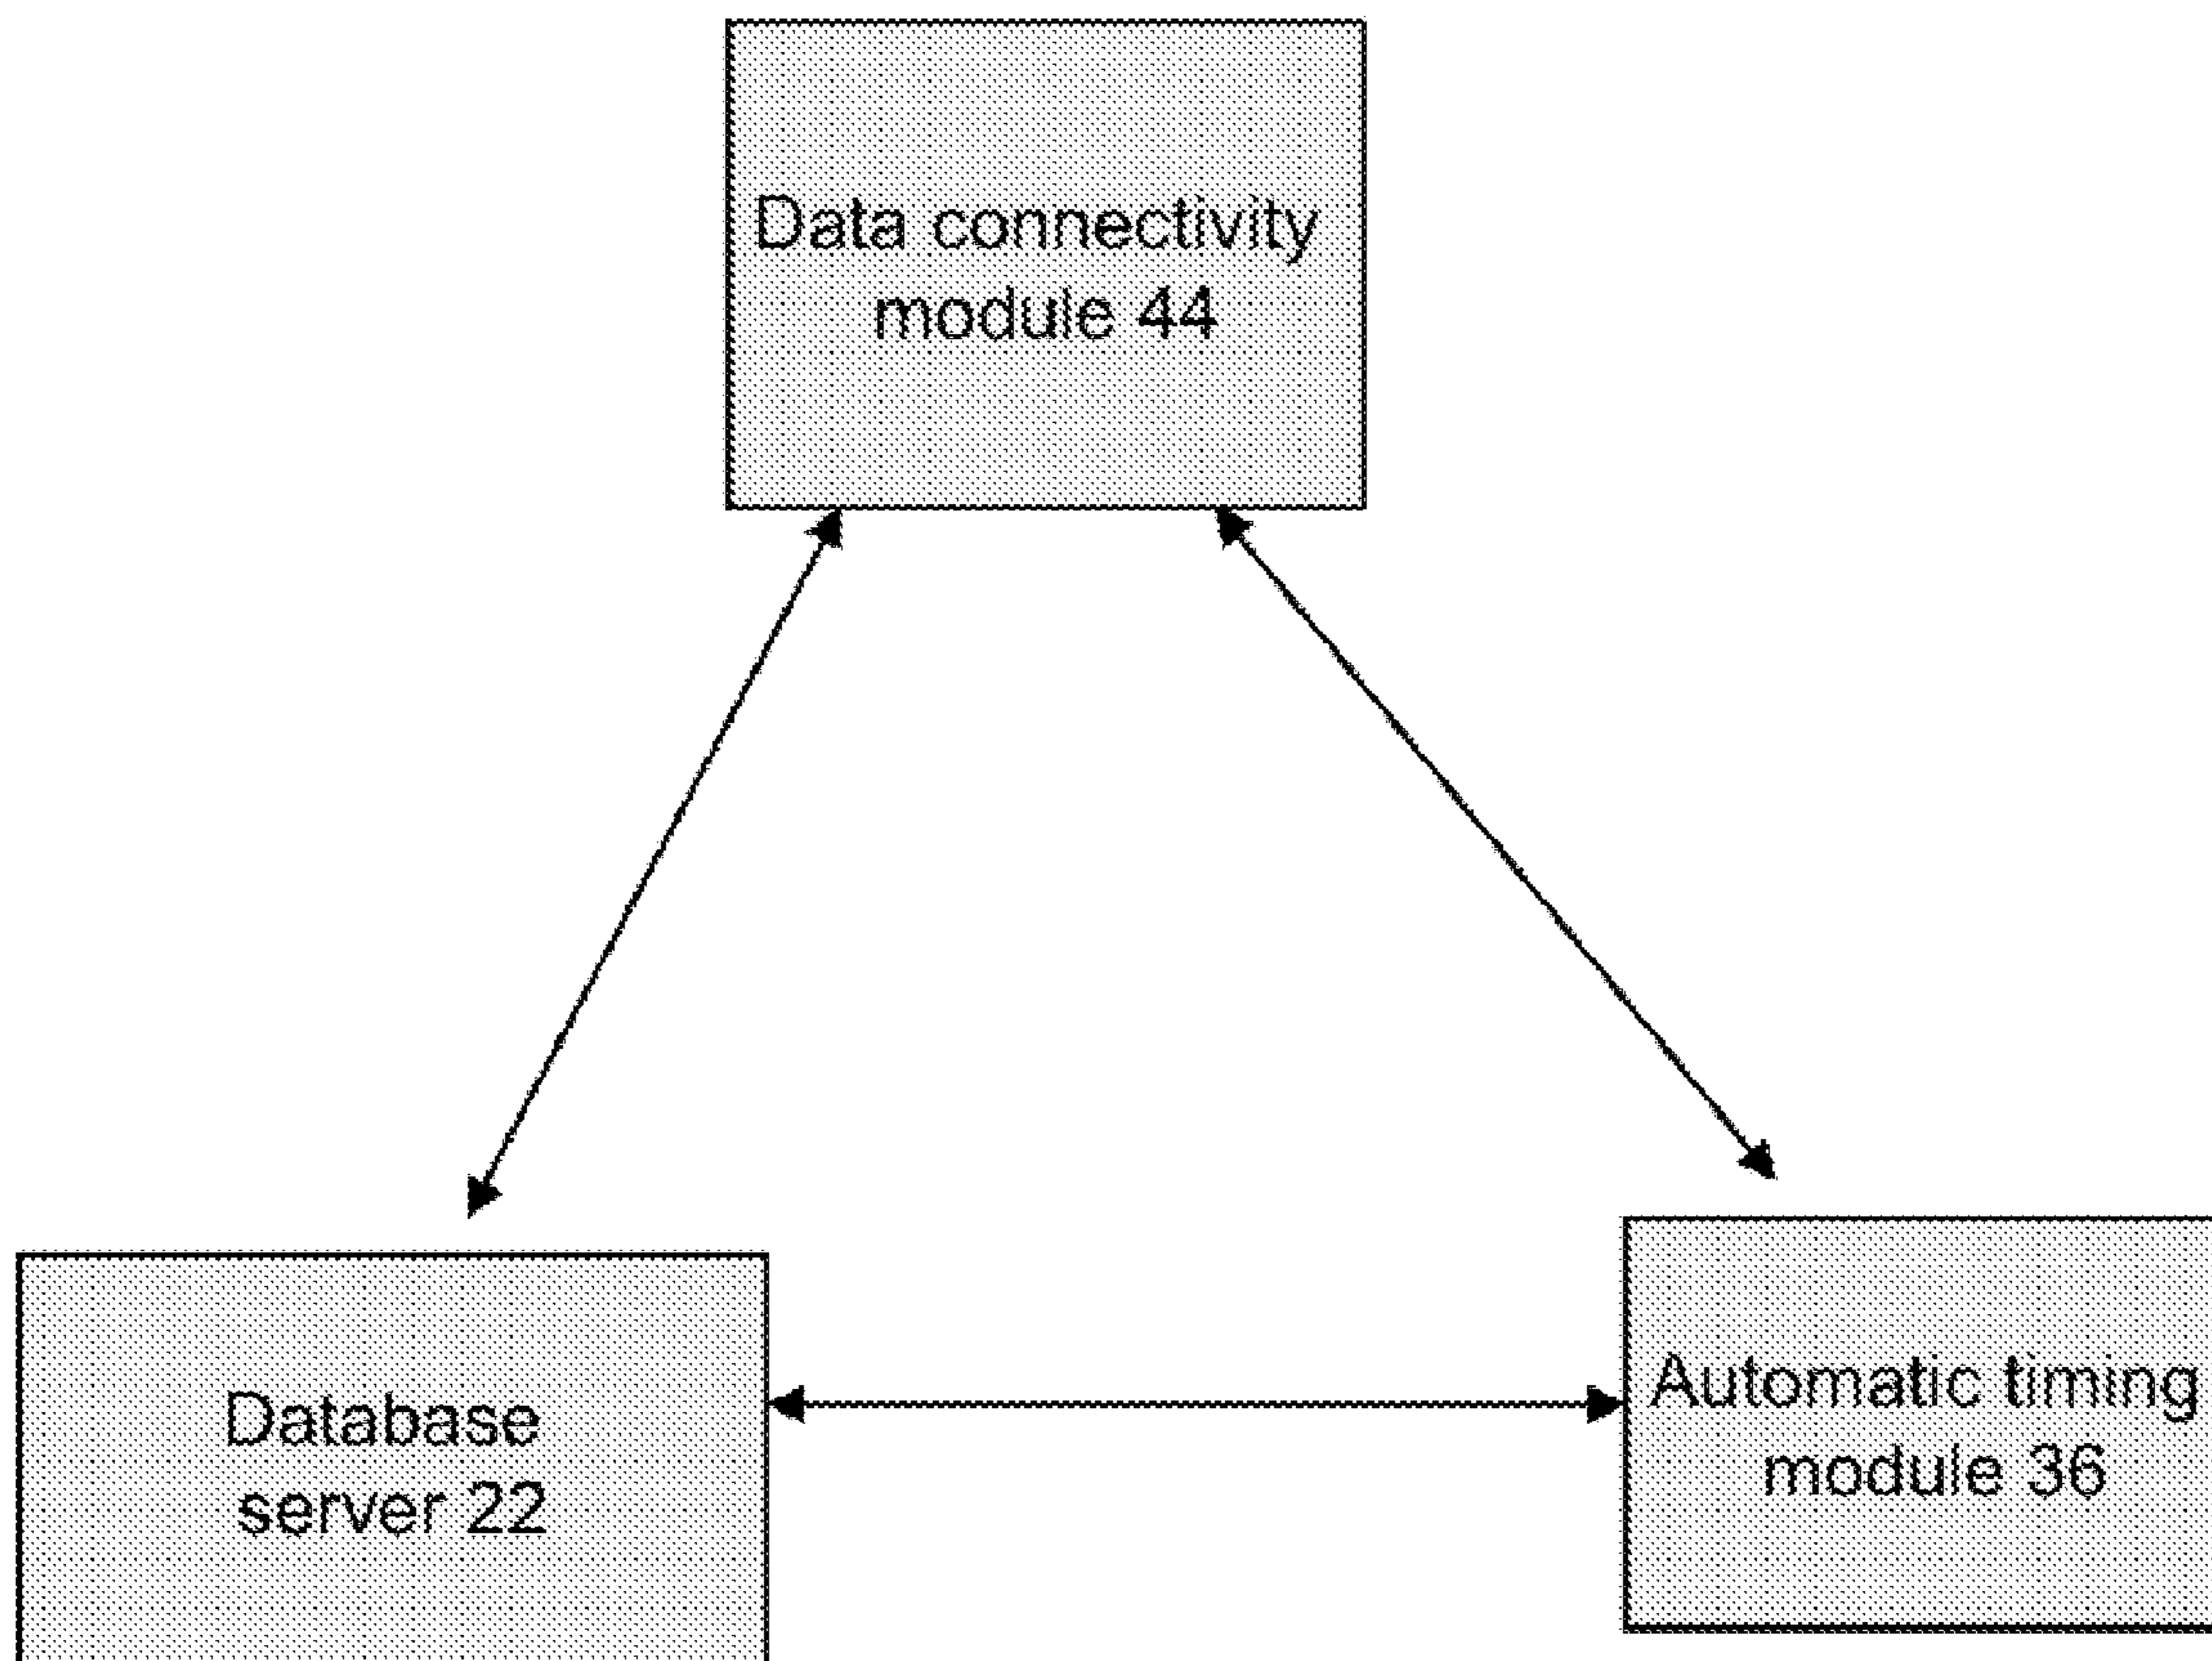 Data connectivity
module 44
Database
server 22
Automatic timing
module 36